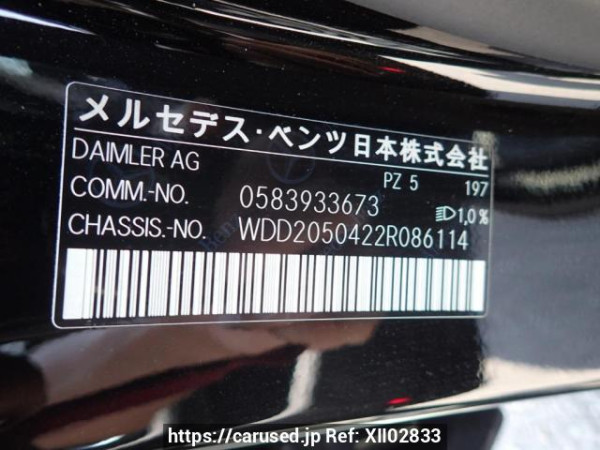 メルセデス・ベンツ日本株式会社
DAIMLER AG PZ 5 197
COMM.-NO. 0583933673 1,0%
CHASSIS.-NO. WDD2050422R086114
https://carused.jp Ref: XII02833